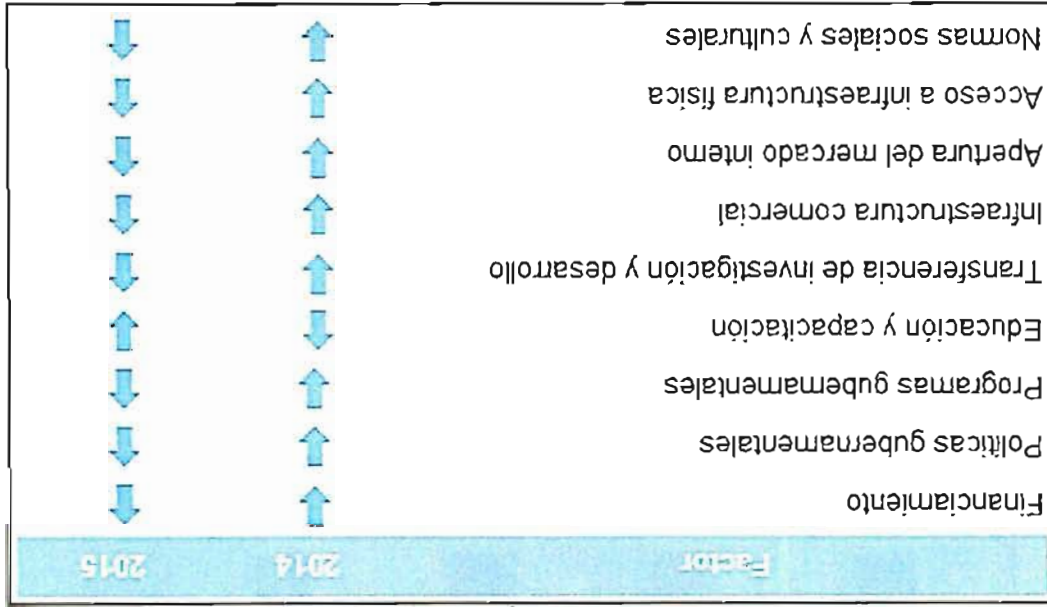 Factor 2014 2015
Financiamiento
Políticas gubernamentales
Programas gubernamentales
Educación y capacitación
Transferencia de investigación y desarrollo
Infraestructura comercial
Apertura del mercado interno
Acceso a infraestructura física
Normas sociales y culturales